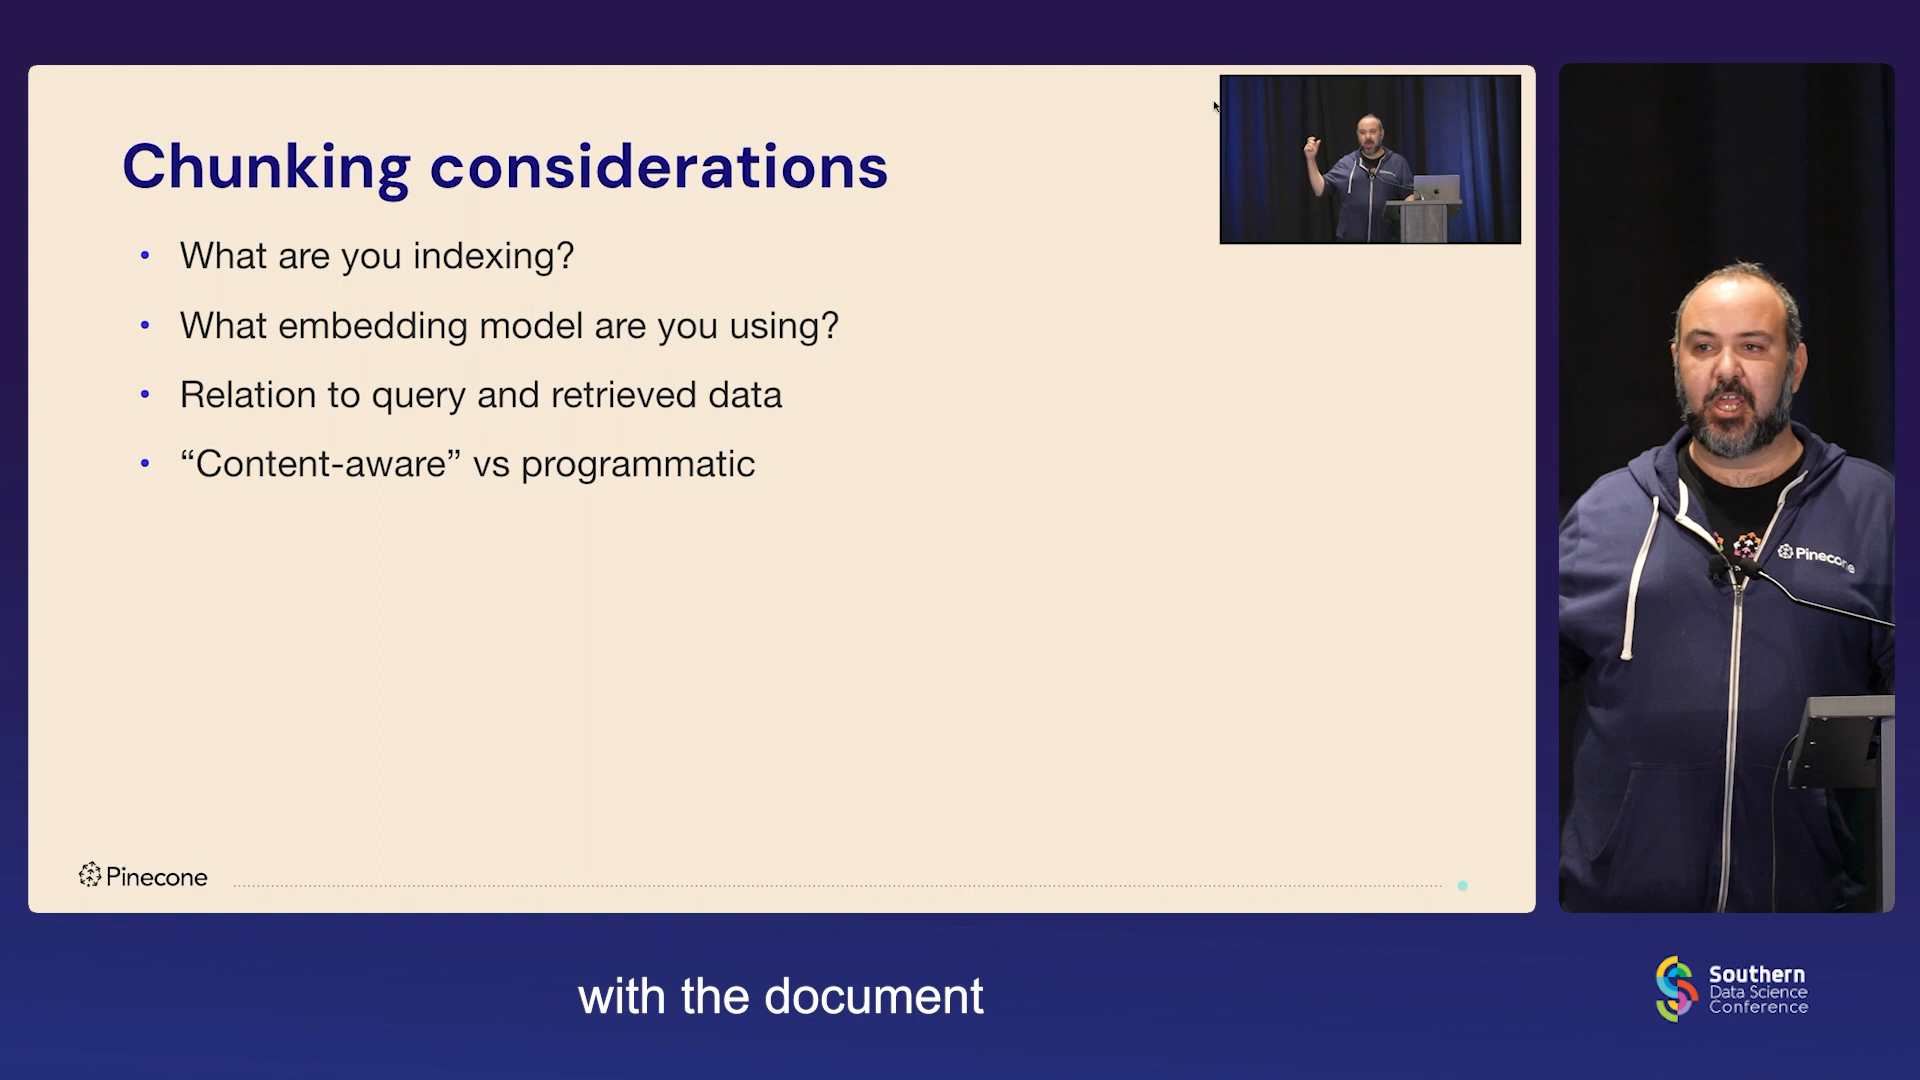 Chunking considerations
• What are you indexing?
• What embedding model are you using?
• Relation to query and retrieved data
• “Content-aware” vs programmatic
Pinecone
Pinecone
with the document
Southern
Data Science
Conference